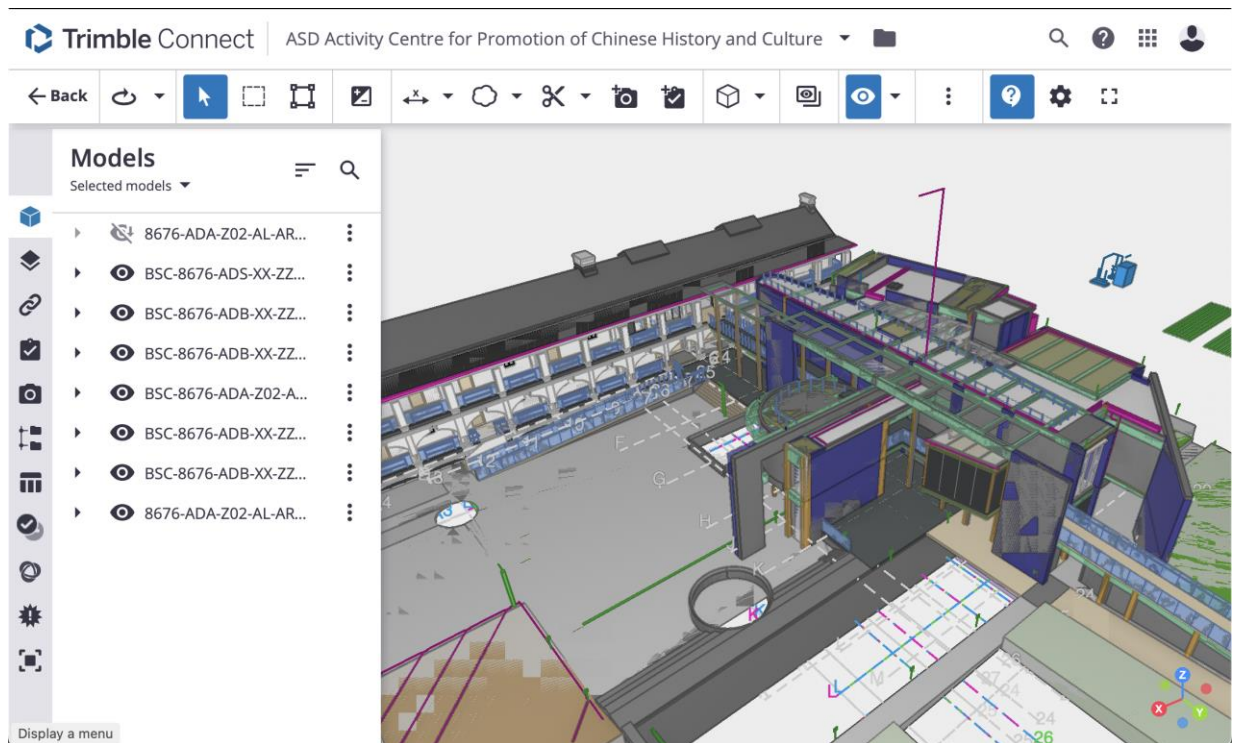 Trimble Connect ASD Activity Centre for Promotion of Chinese History and Culture
Back
Models
Selected models
8676-ADA-Z02-AL-AR...
BSC-8676-ADS-XX-ZZ...
BSC-8676-ADB-XX-ZZ...
BSC-8676-ADB-XX-ZZ...
BSC-8676-ADA-Z02-A...
BSC-8676-ADB-XX-ZZ...
BSC-8676-ADB-XX-ZZ...
8676-ADA-Z02-AL-AR...
F
G
H
K
L
M
24
26
Z
X
Y
Display a menu